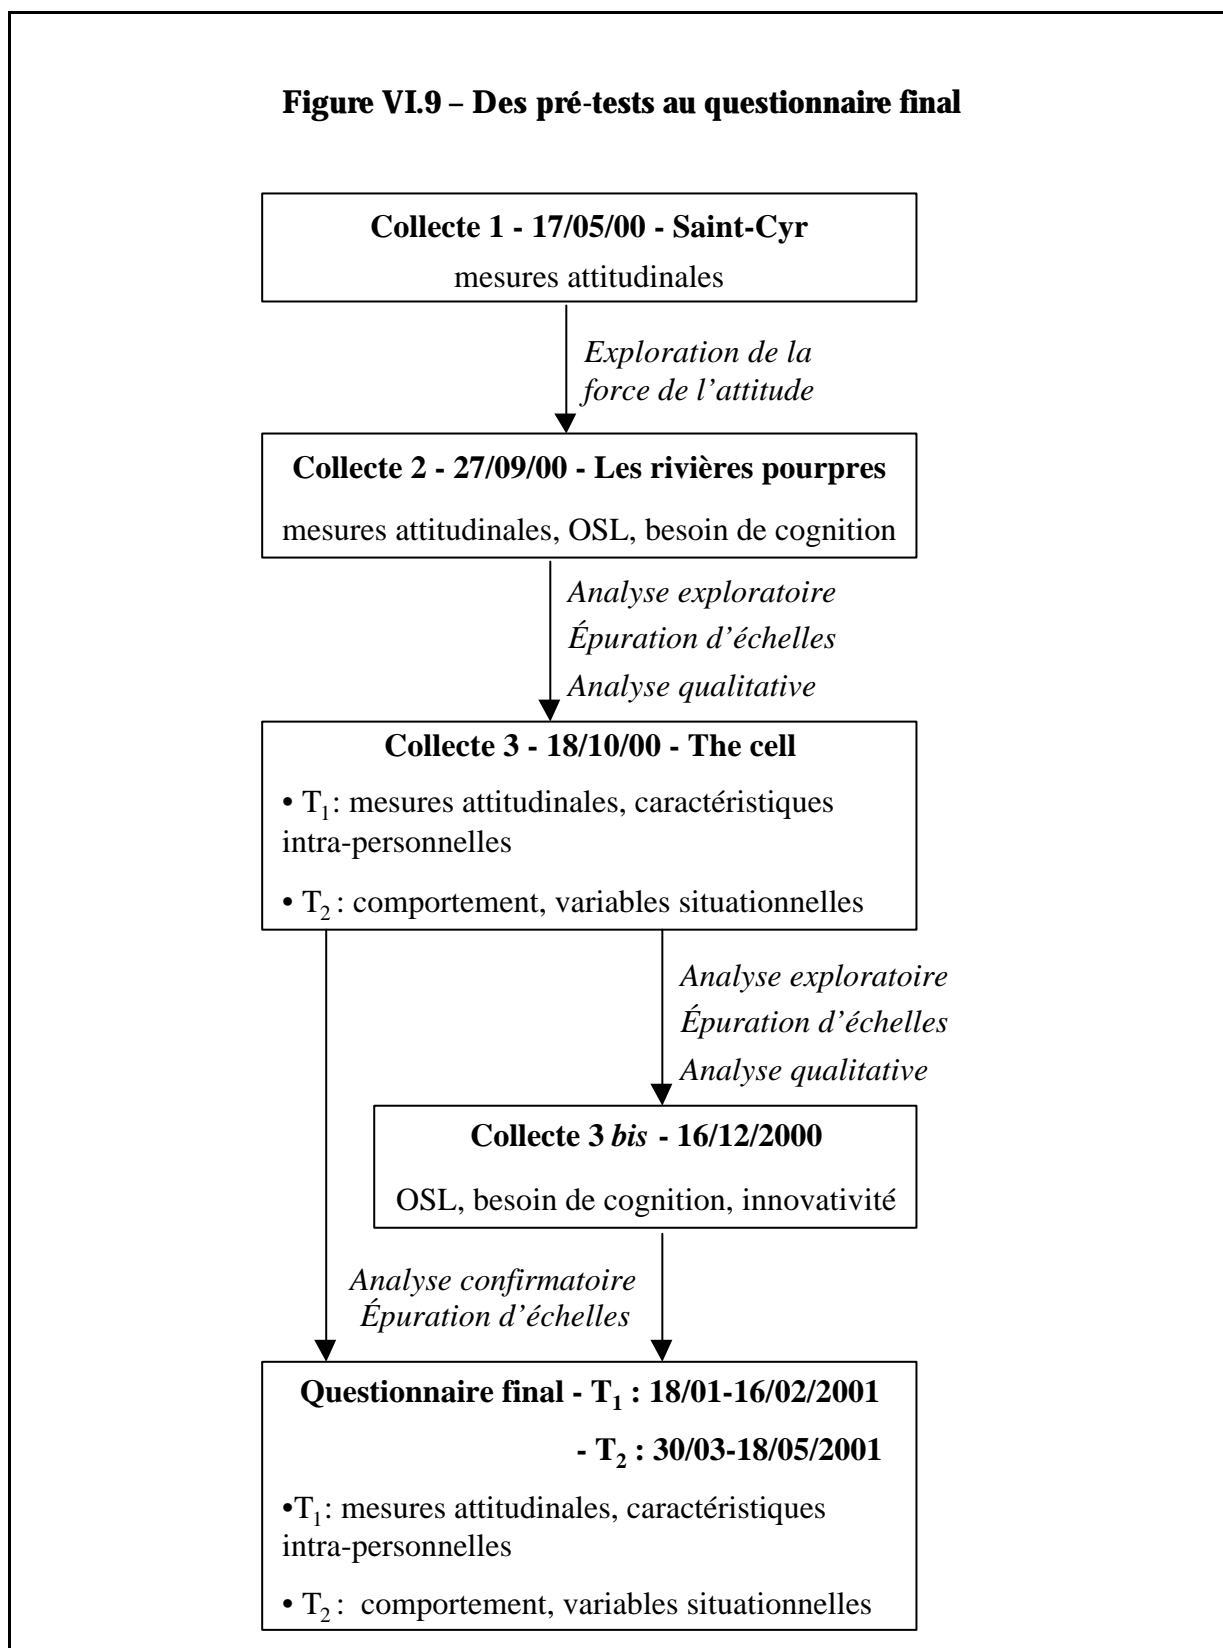 Figure VI.9 – Des pré-tests au questionnaire final
Collecte 1 - 17/05/00 - Saint-Cyr
mesures attitudinales
Exploration de la
force de l’attitude
Collecte 2 - 27/09/00 - Les rivières pourpres
mesures attitudinales, OSL, besoin de cognition
Analyse exploratoire
Épuration d’échelles
Analyse qualitative
Collecte 3 - 18/10/00 - The cell
• T₁: mesures attitudinales, caractéristiques
intra-personnelles
• T₂ : comportement, variables situationnelles
Analyse exploratoire
Épuration d’échelles
Analyse qualitative
Collecte 3 bis - 16/12/2000
OSL, besoin de cognition, innovativité
Analyse confirmatoire
Épuration d’échelles
Questionnaire final - T₁ : 18/01-16/02/2001
- T₂ : 30/03-18/05/2001
•T₁: mesures attitudinales, caractéristiques
intra-personnelles
• T₂ : comportement, variables situationnelles